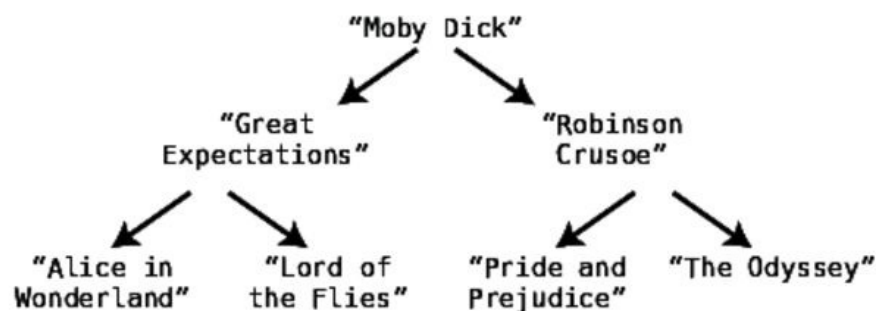 "Moby Dick"
"Great
Expectations"
"Robinson
Crusoe"
"Alice in
Wonderland"
"Lord of
the Flies"
"Pride and
Prejudice"
"The Odyssey"